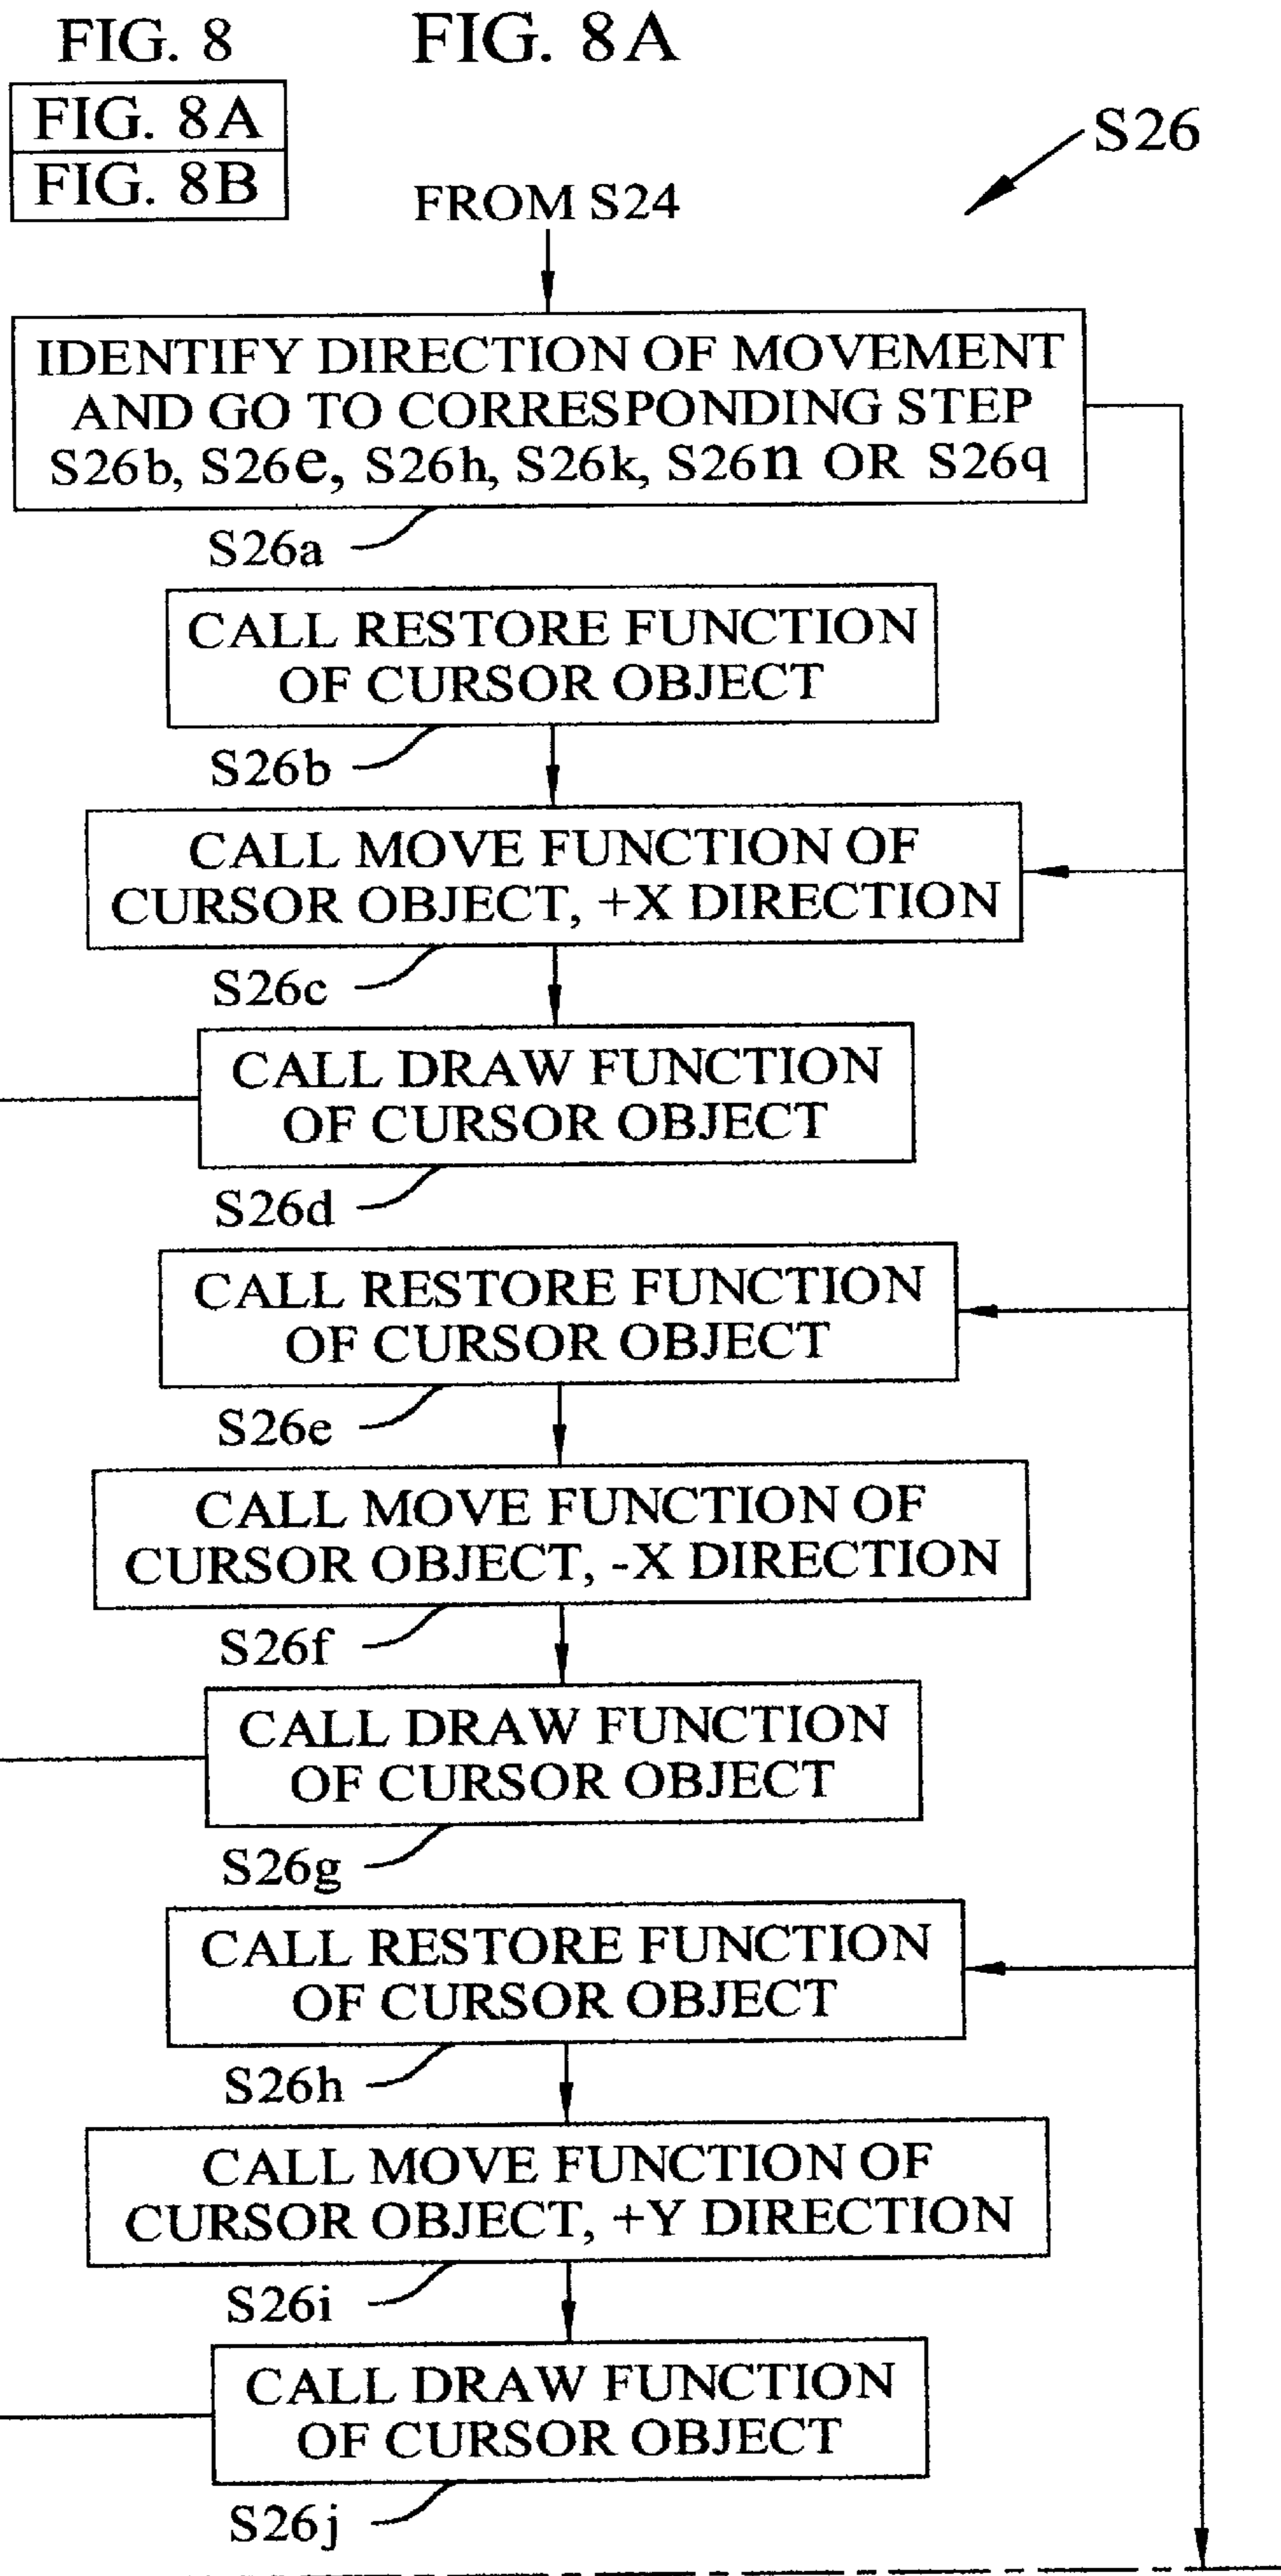 FIG. 8
FIG. 8A
FIG. 8A
FIG. 8B
S26
FROM S24
IDENTIFY DIRECTION OF MOVEMENT
AND GO TO CORRESPONDING STEP
S26b, S26e, S26h, S26k, S26n OR S26q
S26a
CALL RESTORE FUNCTION
OF CURSOR OBJECT
S26b
CALL MOVE FUNCTION OF
CURSOR OBJECT, +X DIRECTION
S26c
CALL DRAW FUNCTION
OF CURSOR OBJECT
S26d
CALL RESTORE FUNCTION
OF CURSOR OBJECT
S26e
CALL MOVE FUNCTION OF
CURSOR OBJECT, -X DIRECTION
S26f
CALL DRAW FUNCTION
OF CURSOR OBJECT
S26g
CALL RESTORE FUNCTION
OF CURSOR OBJECT
S26h
CALL MOVE FUNCTION OF
CURSOR OBJECT, +Y DIRECTION
S26i
CALL DRAW FUNCTION
OF CURSOR OBJECT
S26j